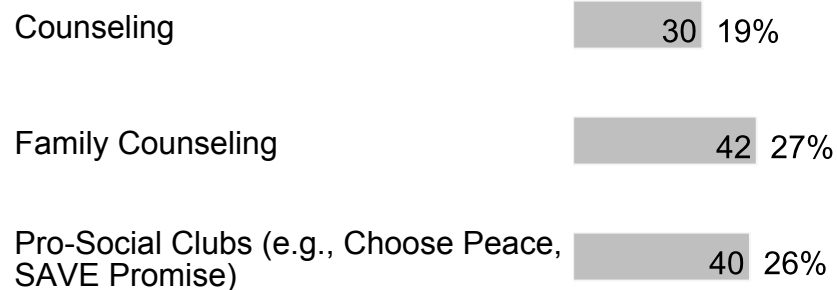 Counseling 30 19%
Family Counseling 42 27%
Pro-Social Clubs (e.g., Choose Peace,
SAVE Promise) 40 26%